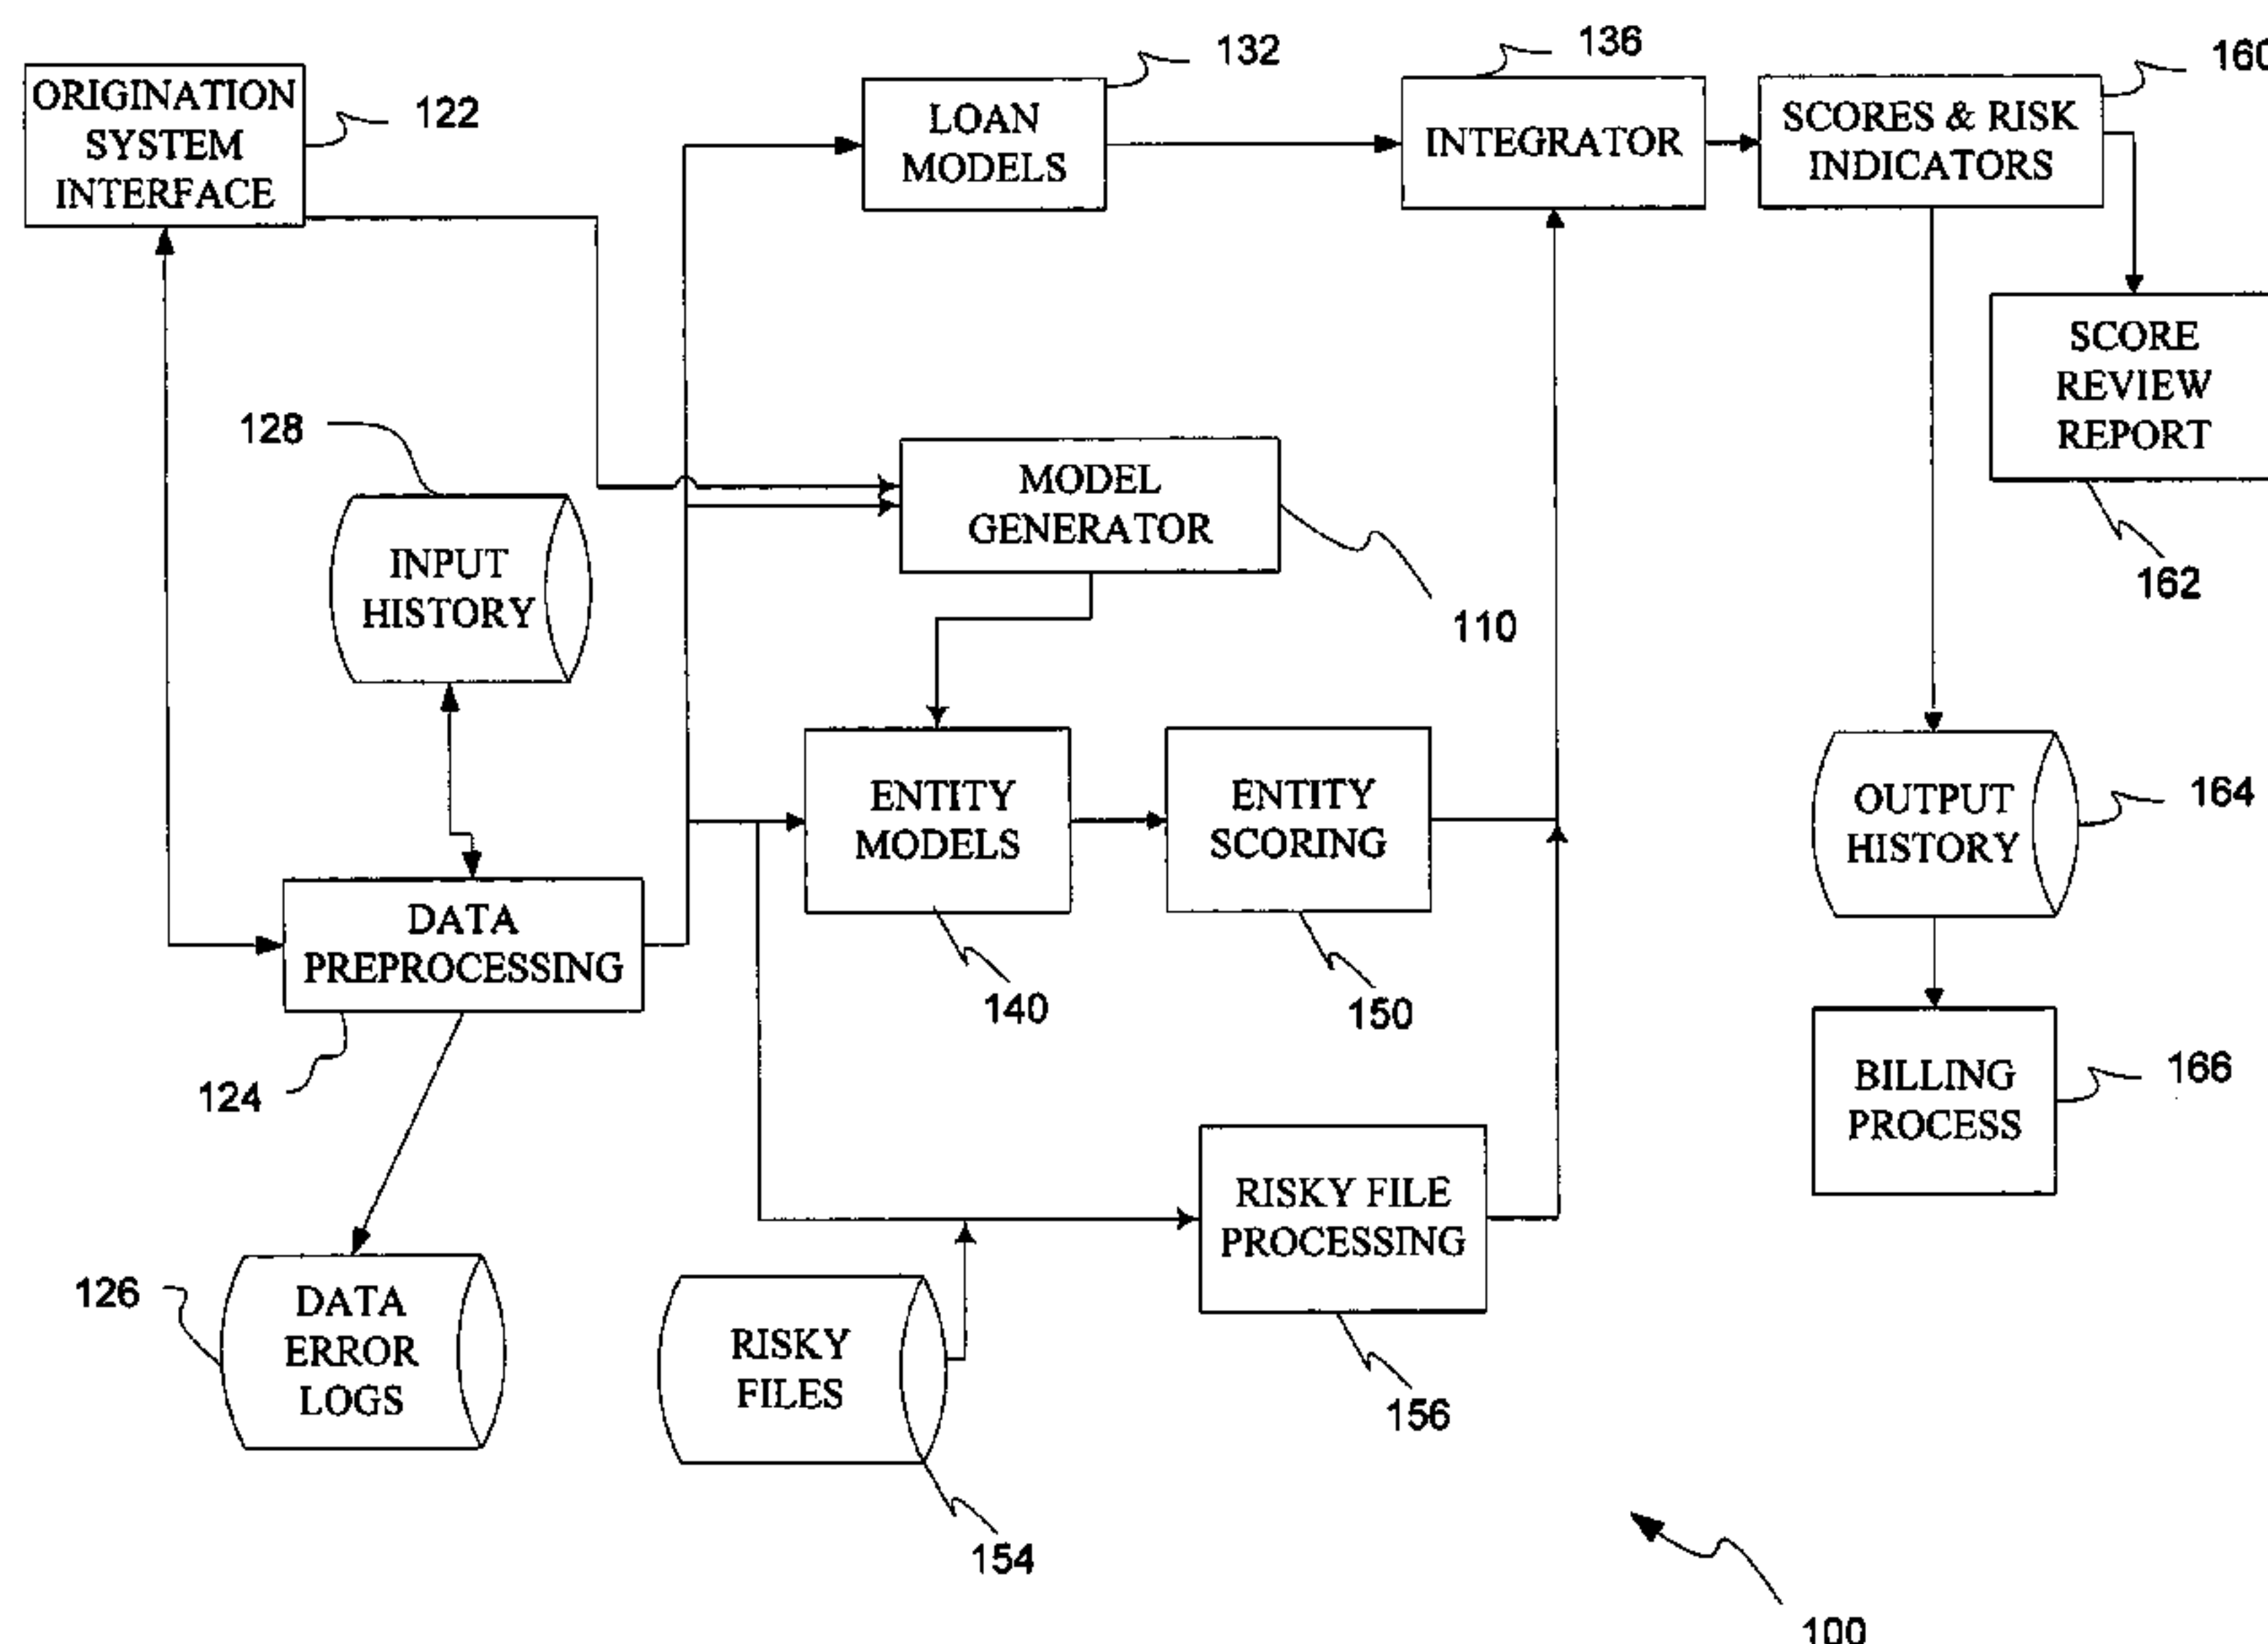 ORIGINATION
SYSTEM
INTERFACE
122
LOAN
MODELS
132
INTEGRATOR
136
SCORES & RISK
INDICATORS
160
SCORE
REVIEW
REPORT
162
128
INPUT
HISTORY
MODEL
GENERATOR
110
ENTITY
MODELS
140
ENTITY
SCORING
150
OUTPUT
HISTORY
164
DATA
PREPROCESSING
124
BILLING
PROCESS
166
126
DATA
ERROR
LOGS
RISKY
FILES
154
RISKY FILE
PROCESSING
156
100